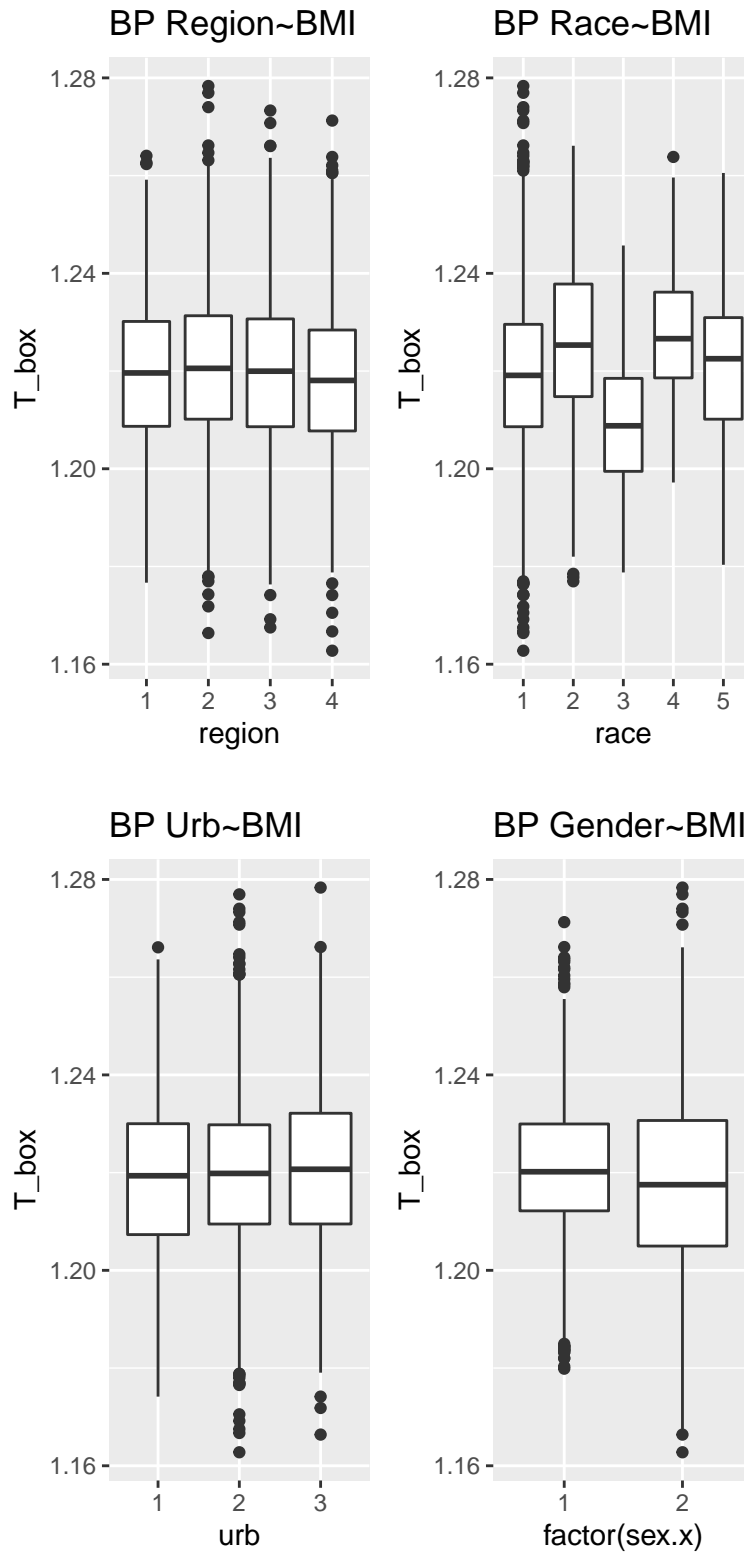 BP Region~BMI
1.28
1.24
1.20
1.16
T_box
1 2 3 4
region
BP Race~BMI
1.28
1.24
1.20
1.16
T_box
1 2 3 4 5
race
BP Urb~BMI
1.28
1.24
1.20
1.16
T_box
1 2 3
urb
BP Gender~BMI
1.28
1.24
1.20
1.16
T_box
1 2
factor(sex.x)